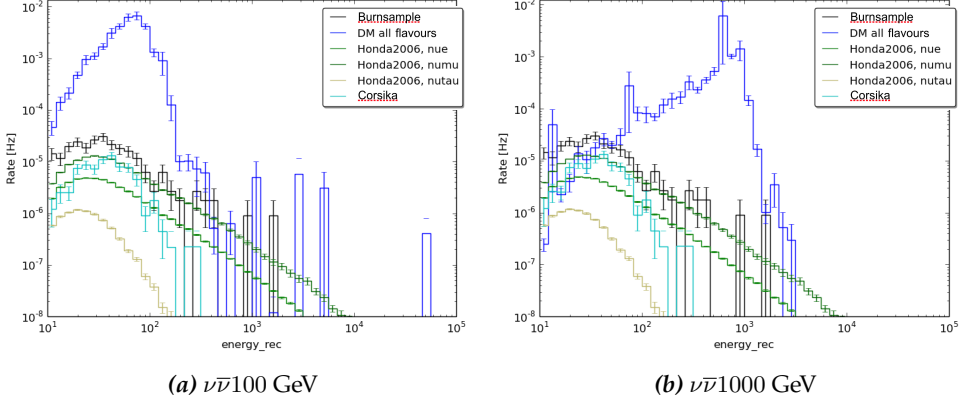 10⁻²
10⁻³
10⁻⁴
10⁻⁵
10⁻⁶
10⁻⁷
10⁻⁸
Rate [Hz]
Burnsample
DM all flavours
Honda2006, nue
Honda2006, numu
Honda2006, nutau
Corsika
10¹ 10² 10³ 10⁴ 10⁵
energy_rec
(a) νν̅100 GeV
10⁻²
10⁻³
10⁻⁴
10⁻⁵
10⁻⁶
10⁻⁷
10⁻⁸
Rate [Hz]
Burnsample
DM all flavours
Honda2006, nue
Honda2006, numu
Honda2006, nutau
Corsika
10¹ 10² 10³ 10⁴ 10⁵
energy_rec
(b) νν̅1000 GeV